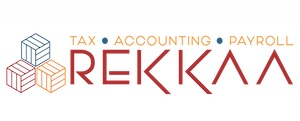 TAX • ACCOUNTING • PAYROLL
REKKAA